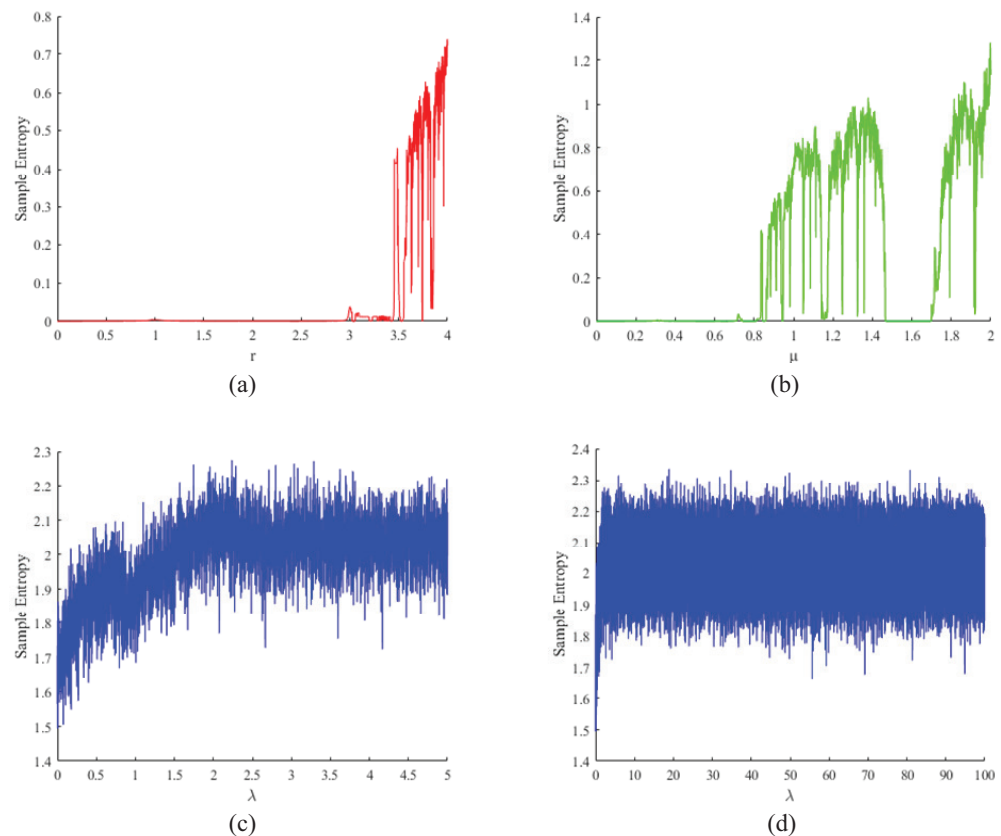 0.8
0.7
0.6
0.5
0.4
0.3
0.2
0.1
0
Sample Entropy
0 0.5 1 1.5 2 2.5 3 3.5 4
r
(a)
1.4
1.2
1
0.8
0.6
0.4
0.2
0
Sample Entropy
0 0.2 0.4 0.6 0.8 1 1.2 1.4 1.6 1.8 2
μ
(b)
2.3
2.2
2.1
2
1.9
1.8
1.7
1.6
1.5
1.4
Sample Entropy
0 0.5 1 1.5 2 2.5 3 3.5 4 4.5 5
λ
(c)
2.4
2.3
2.2
2.1
2
1.9
1.8
1.7
1.6
1.5
1.4
Sample Entropy
0 10 20 30 40 50 60 70 80 90 100
λ
(d)